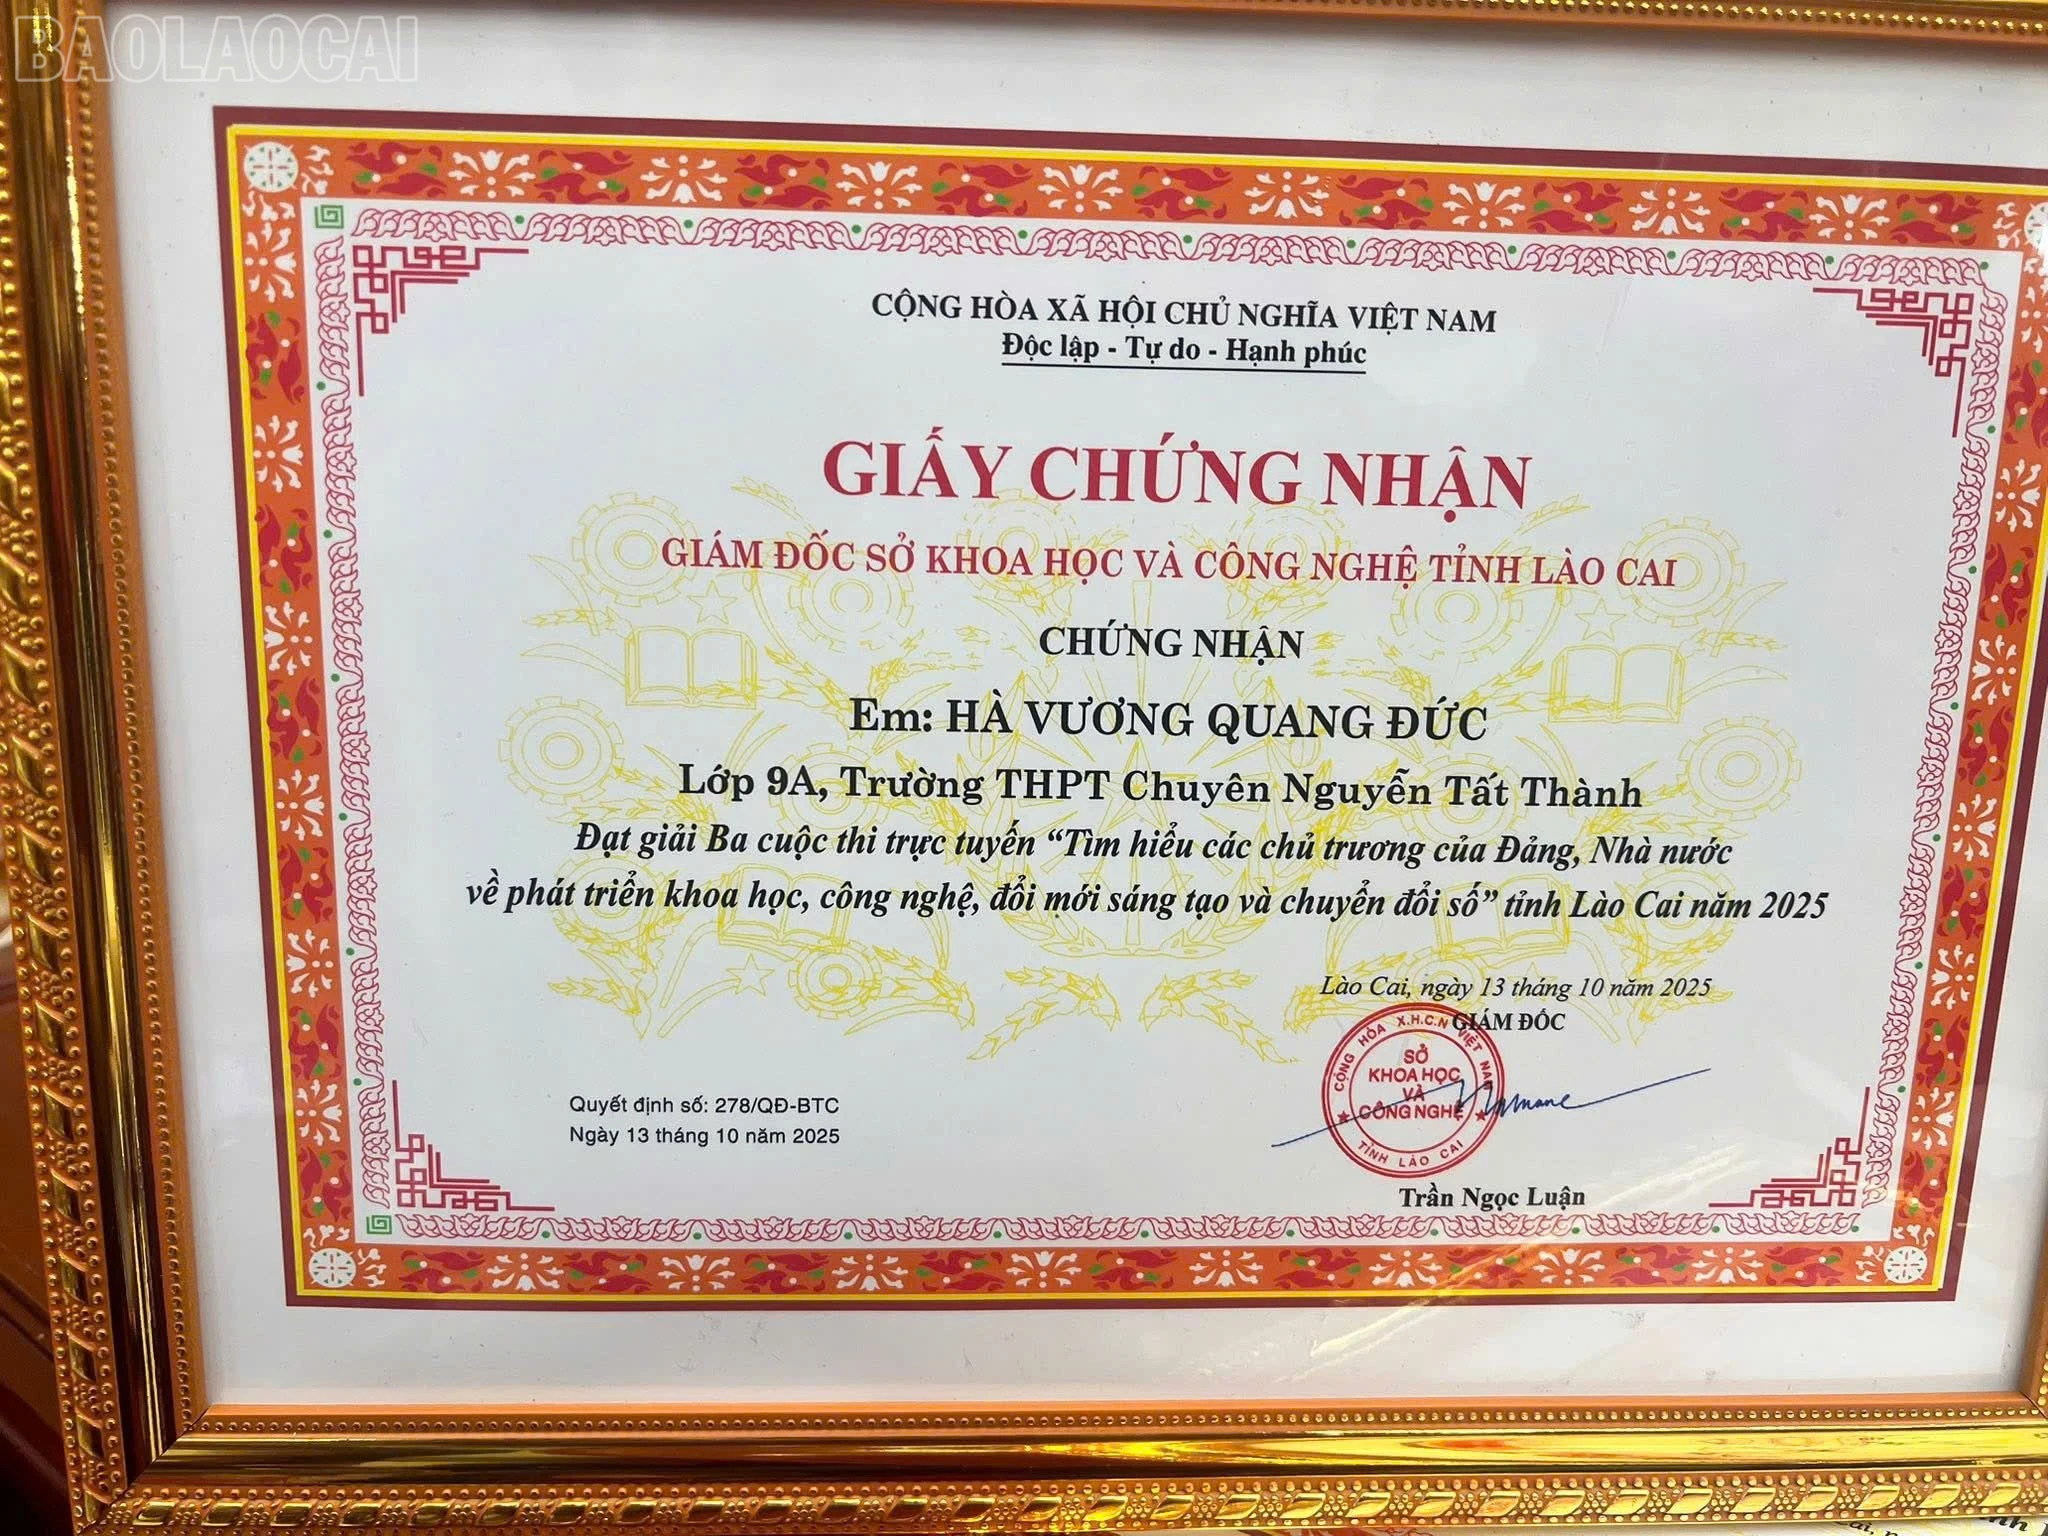 BAOLAOCAI
CỘNG HÒA XÃ HỘI CHỦ NGHĨA VIỆT NAM
Độc lập - Tự do - Hạnh phúc
GIẤY CHỨNG NHẬN
GIÁM ĐỐC SỞ KHOA HỌC VÀ CÔNG NGHỆ TỈNH LÀO CAI
CHỨNG NHẬN
Em: HÀ VƯƠNG QUANG ĐỨC
Lớp 9A, Trường THPT Chuyên Nguyễn Tất Thành
Đạt giải Ba cuộc thi trực tuyến “Tìm hiểu các chủ trương của Đảng, Nhà nước
về phát triển khoa học, công nghệ, đổi mới sáng tạo và chuyển đổi số” tỉnh Lào Cai năm 2025
Lào Cai, ngày 13 tháng 10 năm 2025
GIÁM ĐỐC
CỘNG HÒA X.H.C.N VIỆT NAM
SỞ
KHOA HỌC
VÀ
CÔNG NGHỆ
TỈNH LÀO CAI
Quyết định số: 278/QĐ-BTC
Ngày 13 tháng 10 năm 2025
Trần Ngọc Luận